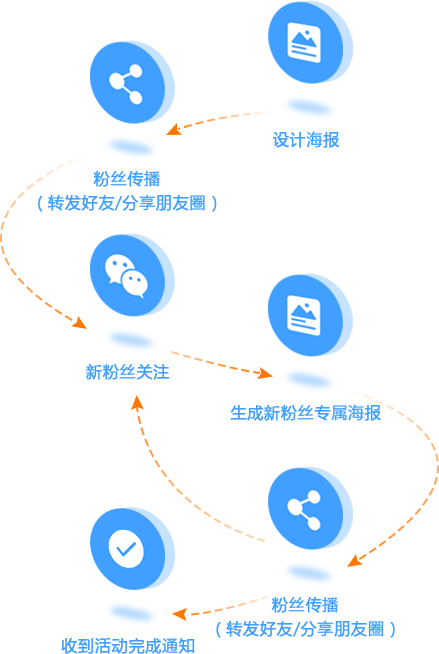 设计海报
粉丝传播
（转发好友/分享朋友圈）
新粉丝关注
生成新粉丝专属海报
粉丝传播
（转发好友/分享朋友圈）
收到活动完成通知